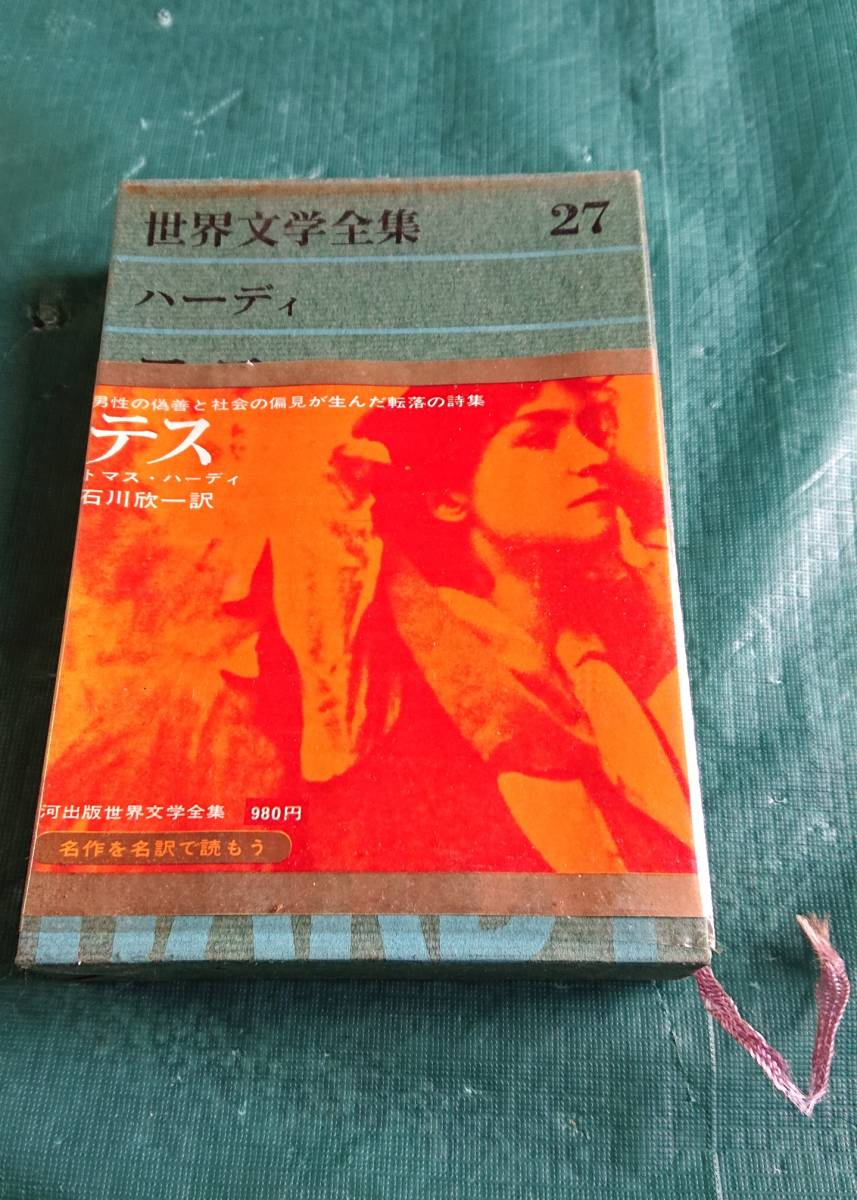 世界文学全集 27
ハーディ
男性の偽善と社会の偏見が生んだ転落の詩集
テス
トマス・ハーディ
石川欣一訳
河出版世界文学全集 980円
名作を名訳で読もう